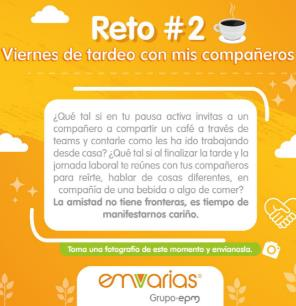 Reto #2
Viernes de tardeo con mis compañeros
¿Qué tal si en tu pausa activa invitas a un
compañero a compartir un café a través de
teams y contarle como les ha ido trabajando
desde casa? ¿Qué tal si al finalizar la tarde y la
jornada laboral te reúnes con tus compañeros
para reírte, hablar de cosas diferentes, en
compañía de una bebida o algo de comer?
La amistad no tiene fronteras, es tiempo de
manifestarnos cariño.
Toma una fotografía de este momento y envíanosla.
emvarias®
Grupo·epm